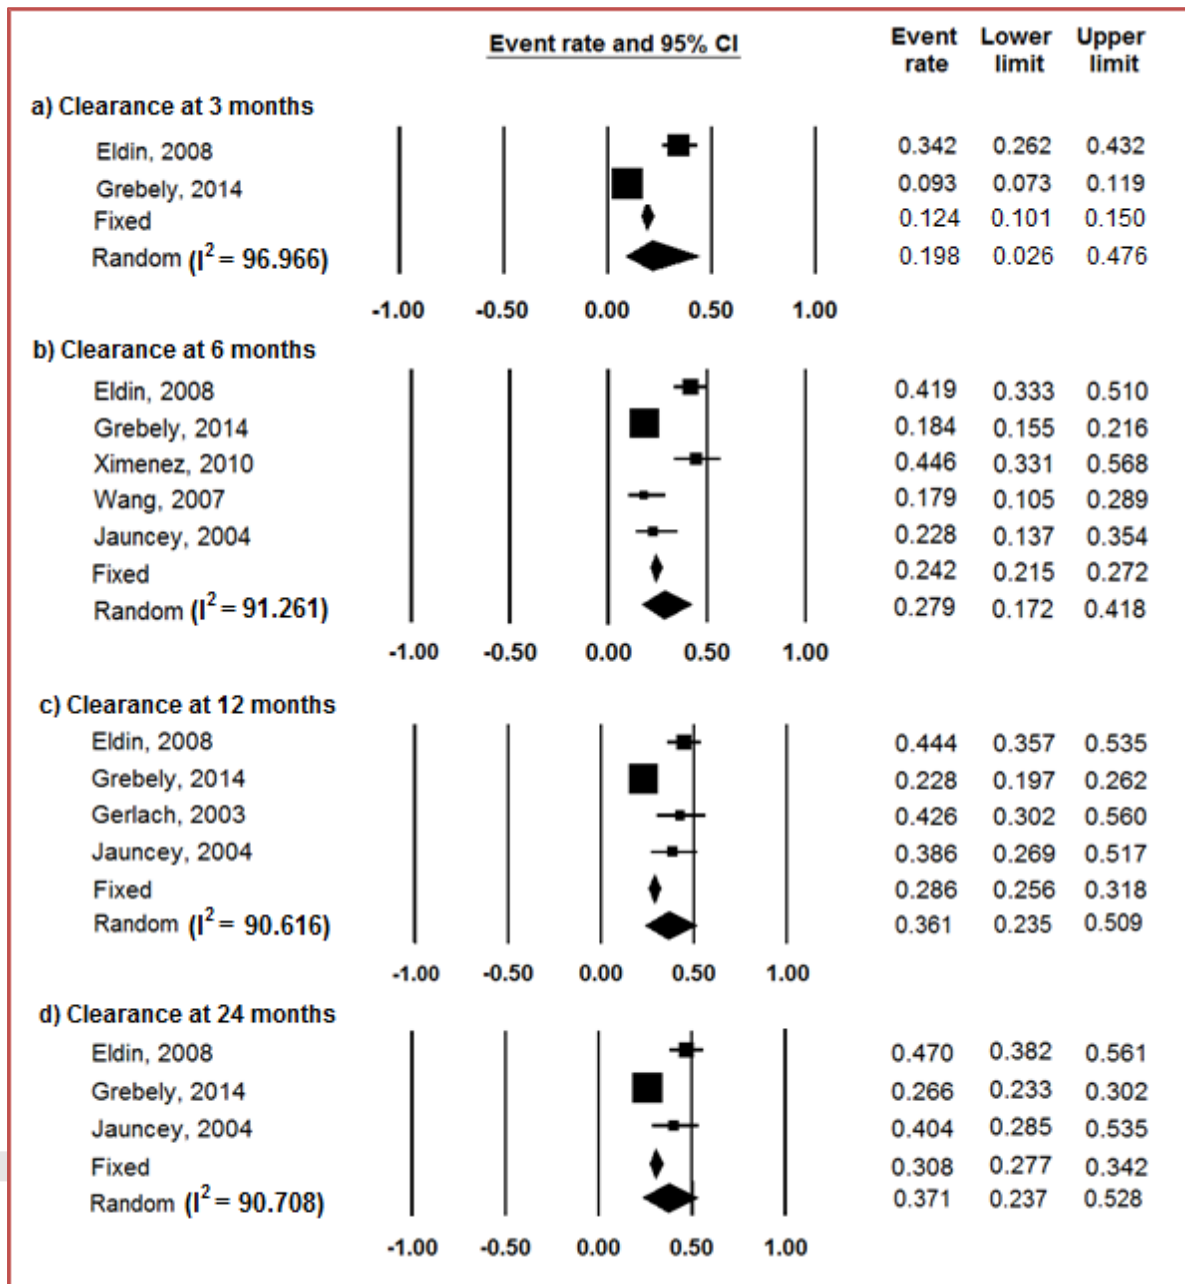 Event rate and 95% CI Event rate Lower limit Upper limit
a) Clearance at 3 months
Eldin, 2008 0.342 0.262 0.432
Grebely, 2014 0.093 0.073 0.119
Fixed 0.124 0.101 0.150
Random (I² = 96.966) 0.198 0.026 0.476
-1.00 -0.50 0.00 0.50 1.00
b) Clearance at 6 months
Eldin, 2008 0.419 0.333 0.510
Grebely, 2014 0.184 0.155 0.216
Ximenez, 2010 0.446 0.331 0.568
Wang, 2007 0.179 0.105 0.289
Jauncey, 2004 0.228 0.137 0.354
Fixed 0.242 0.215 0.272
Random (I² = 91.261) 0.279 0.172 0.418
-1.00 -0.50 0.00 0.50 1.00
c) Clearance at 12 months
Eldin, 2008 0.444 0.357 0.535
Grebely, 2014 0.228 0.197 0.262
Gerlach, 2003 0.426 0.302 0.560
Jauncey, 2004 0.386 0.269 0.517
Fixed 0.286 0.256 0.318
Random (I² = 90.616) 0.361 0.235 0.509
-1.00 -0.50 0.00 0.50 1.00
d) Clearance at 24 months
Eldin, 2008 0.470 0.382 0.561
Grebely, 2014 0.266 0.233 0.302
Jauncey, 2004 0.404 0.285 0.535
Fixed 0.308 0.277 0.342
Random (I² = 90.708) 0.371 0.237 0.528
-1.00 -0.50 0.00 0.50 1.00